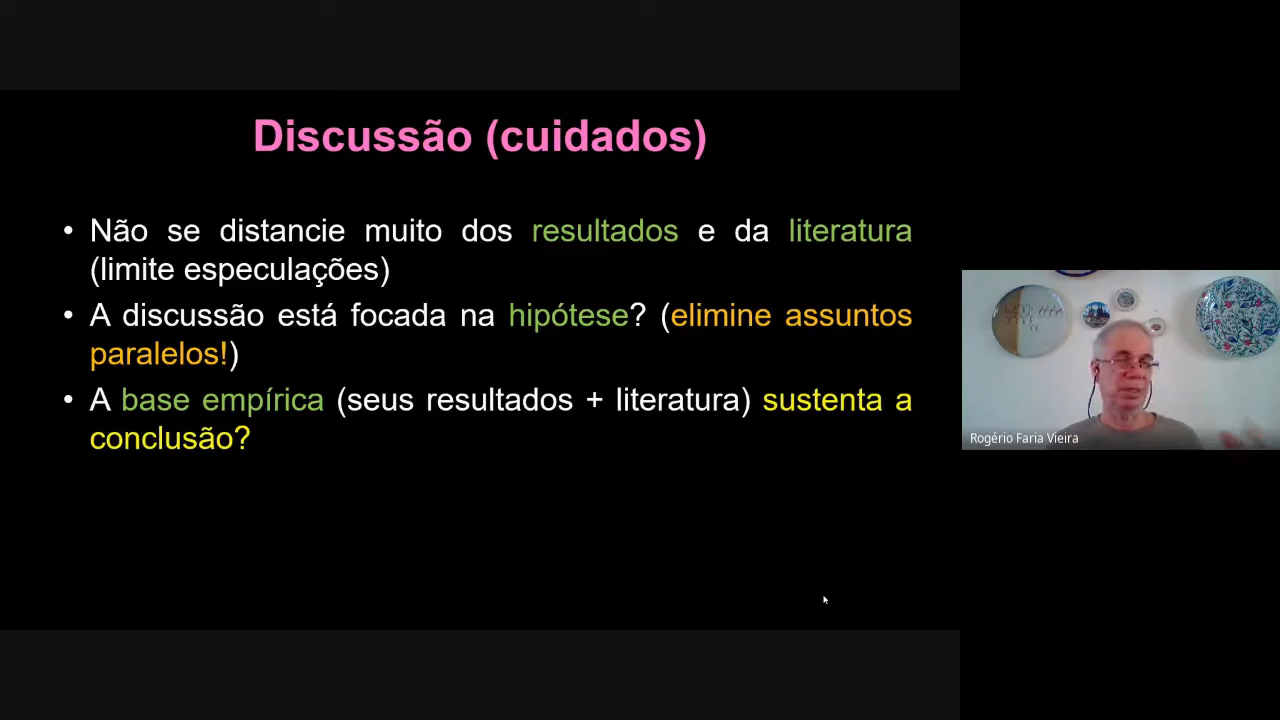 Discussão (cuidados)
• Não se distancie muito dos resultados e da literatura
(limite especulações)
• A discussão está focada na hipótese? (elimine assuntos
paralelos!)
• A base empírica (seus resultados + literatura) sustenta a
conclusão?
Rogério Faria Vieira